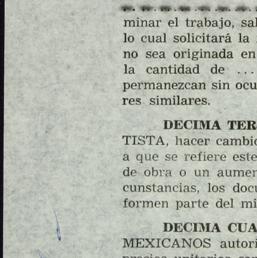 minar el trabajo, sal
lo cual solicitará la
no sea originada en
la cantidad de ...
permanezcan sin ocu
res similares.
DECIMA TER
TISTA, hacer cambio
a que se refiere este
de obra o un aumen
cunstancias, los docu
formen parte del mi
DECIMA CUA
MEXICANOS autori